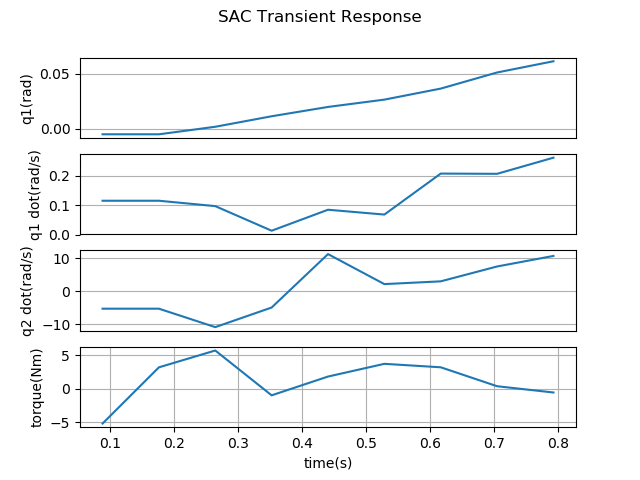 SAC Transient Response
q1(rad)
0.05
0.00
q1 dot(rad/s)
0.2
0.1
0.0
q2 dot(rad/s)
10
0
−10
torque(Nm)
5
0
−5
0.1 0.2 0.3 0.4 0.5 0.6 0.7 0.8
time(s)